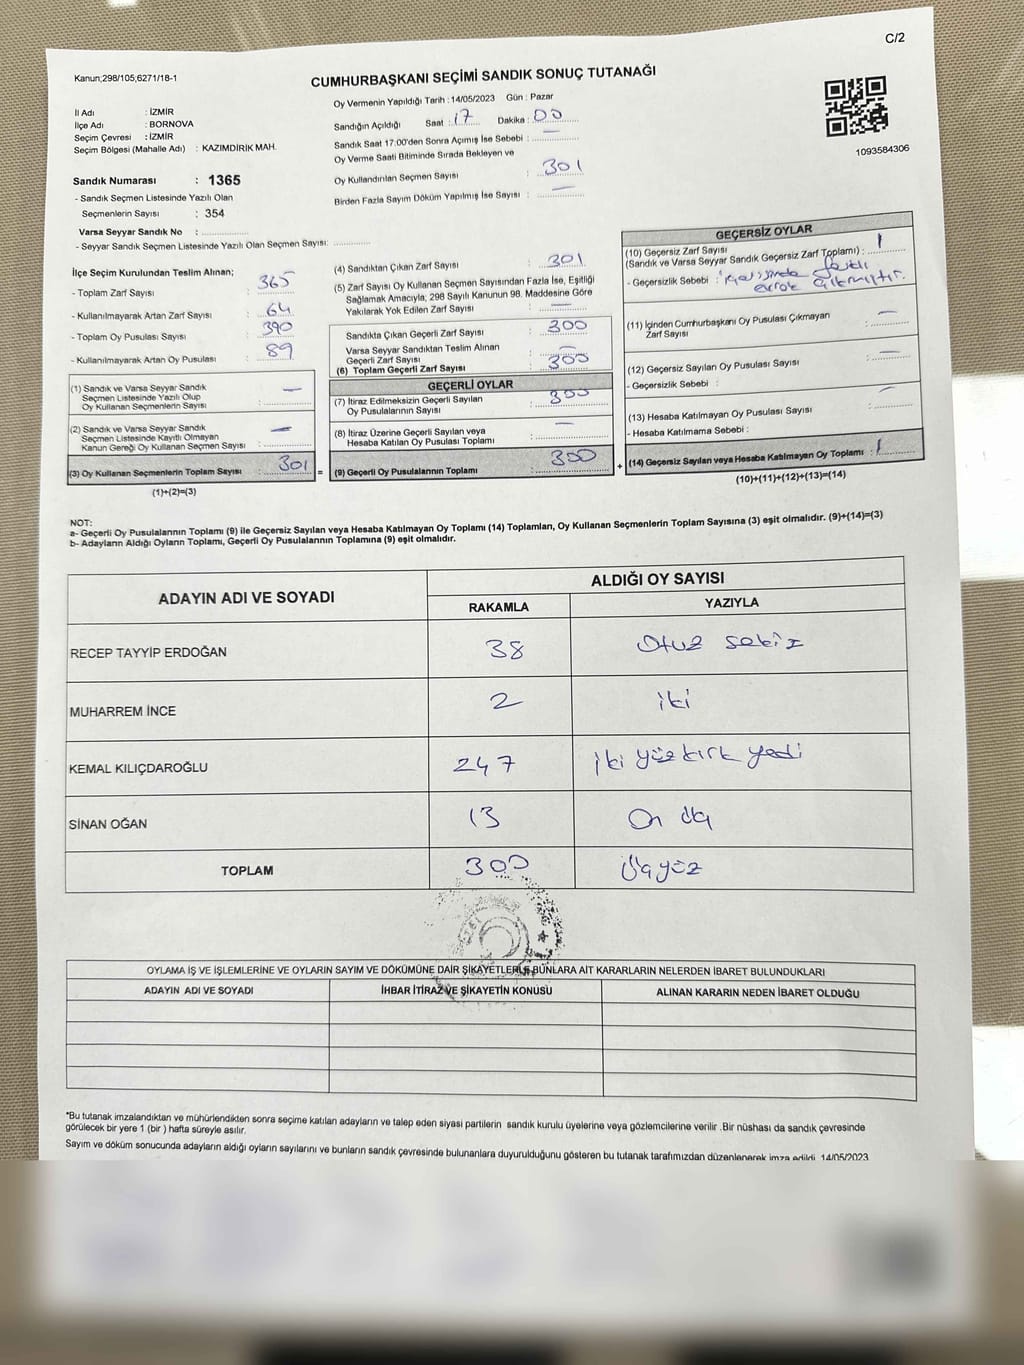 C/2
Kanun;298/105,6271/18-1
CUMHURBAŞKANI SEÇİMİ SANDIK SONUÇ TUTANAĞI
İl Adı : İZMİR
İlçe Adı : BORNOVA
Seçim Çevresi : İZMİR
Seçim Bölgesi (Mahalle Adı) : KAZIMDİRİK MAH.
Sandık Numarası : 1365
- Sandık Seçmen Listesinde Yazılı Olan
Seçmenlerin Sayısı : 354
Varsa Seyyar Sandık No :
- Seyyar Sandık Seçmen Listesinde Yazılı Olan Seçmen Sayısı:
Oy Vermenin Yapıldığı Tarih : 14/05/2023 Gün : Pazar
Sandığın Açıldığı Saat : 17 Dakika : 00
Sandık Saat 17.00'den Sonra Açımış İse Sebebi : —
Oy Verme Saati Bitiminde Sırada Bekleyen ve
Oy Kullandırılan Seçmen Sayısı : 301
Birden Fazla Sayım Döküm Yapılmış İse Sayısı : —
1093584306
İlçe Seçim Kurulundan Teslim Alınan;
- Toplam Zarf Sayısı : 365
- Kullanılmayarak Artan Zarf Sayısı : 64
- Toplam Oy Pusulası Sayısı : 390
- Kullanılmayarak Artan Oy Pusulası : 89
(1) Sandık ve Varsa Seyyar Sandık
Seçmen Listesinde Yazılı Olup
Oy Kullanan Seçmenlerin Sayısı : —
(2) Sandık ve Varsa Seyyar Sandık
Seçmen Listesinde Kayıtlı Olmayan
Kanun Gereği Oy Kullanan Seçmen Sayısı : —
(3) Oy Kullanan Seçmenlerin Toplam Sayısı : 301 =
(1)+(2)=(3)
(4) Sandıktan Çıkan Zarf Sayısı : 301
(5) Zarf Sayısı Oy Kullanan Seçmen Sayısından Fazla İse, Eşitliği
Sağlamak Amacıyla, 298 Sayılı Kanunun 98. Maddesine Göre
Yakılarak Yok Edilen Zarf Sayısı : —
Sandıkta Çıkan Geçerli Zarf Sayısı : 300
Varsa Seyyar Sandıktan Teslim Alınan
Geçerli Zarf Sayısı : —
(6) Toplam Geçerli Zarf Sayısı : 300
GEÇERLİ OYLAR
(7) İtiraz Edilmeksizin Geçerli Sayılan
Oy Pusulalarının Sayısı : 300
(8) İtiraz Üzerine Geçerli Sayılan veya
Hesaba Katılan Oy Pusulası Toplamı : —
(9) Geçerli Oy Pusulalarının Toplamı : 300 +
GEÇERSİZ OYLAR
(10) Geçersiz Zarf Sayısı
(Sandık ve Varsa Seyyar Sandık Geçersiz Zarf Toplamı) : 1
- Geçersizlik Sebebi : içerisinde farklı
evrak çıkmıştır.
(11) İçinden Cumhurbaşkanı Oy Pusulası Çıkmayan
Zarf Sayısı : —
(12) Geçersiz Sayılan Oy Pusulası Sayısı : —
- Geçersizlik Sebebi :
(13) Hesaba Katılmayan Oy Pusulası Sayısı : —
- Hesaba Katılmama Sebebi :
(14) Geçersiz Sayılan veya Hesaba Katılmayan Oy Toplamı : 1
(10)+(11)+(12)+(13)=(14)
NOT:
a- Geçerli Oy Pusulalarının Toplamı (9) ile Geçersiz Sayılan veya Hesaba Katılmayan Oy Toplamı (14) Toplamları, Oy Kullanan Seçmenlerin Toplam Sayısına (3) eşit olmalıdır. (9)+(14)=(3)
b- Adayların Aldığı Oyların Toplamı, Geçerli Oy Pusulalarının Toplamına (9) eşit olmalıdır.
ADAYIN ADI VE SOYADI
ALDIĞI OY SAYISI
RAKAMLA YAZIYLA
RECEP TAYYİP ERDOĞAN 38 Otuz sekiz
MUHARREM İNCE 2 iki
KEMAL KILIÇDAROĞLU 247 iki yüz kırk yedi
SİNAN OĞAN 13 On üç
TOPLAM 300 Üçyüz
OYLAMA İŞ VE İŞLEMLERİNE VE OYLARIN SAYIM VE DÖKÜMÜNE DAİR ŞİKAYETLERLE BUNLARA AİT KARARLARIN NELERDEN İBARET BULUNDUKLARI
ADAYIN ADI VE SOYADI İHBAR İTİRAZ VE ŞİKAYETİN KONUSU ALINAN KARARIN NEDEN İBARET OLDUĞU
*Bu tutanak imzalandıktan ve mühürlendikten sonra seçime katılan adayların ve talep eden siyasi partilerin sandık kurulu üyelerine veya gözlemcilerine verilir .Bir nüshası da sandık çevresinde
görülecek bir yere 1 (bir ) hafta süreyle asılır.
Sayım ve döküm sonucunda adayların aldığı oyların sayılarını ve bunların sandık çevresinde bulunanlara duyurulduğunu gösteren bu tutanak tarafımızdan düzenlenerek imza edildi. 14/05/2023